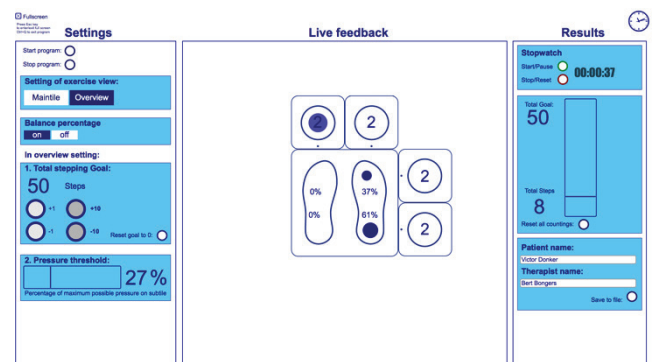 Fullscreen
Settings
Live feedback
Results
Start program:
Stop program:
Setting of exercise view:
Maintile Overview
Balance percentage
on off
In overview setting:
1. Total stepping Goal:
50 Steps
+1 +10
-1 -10 Reset goal to 0:
2. Pressure threshold:
27%
Percentage of maximum possible pressure on subtile
2 2
0% 37%
2
0% 61%
2
Stopwatch
Start/Pause
Stop/Reset 00:00:37
Total Goal:
50
Total Steps
8
Reset all countings:
Patient name:
Victor Donker
Therapist name:
Bert Bongers
Save to file: